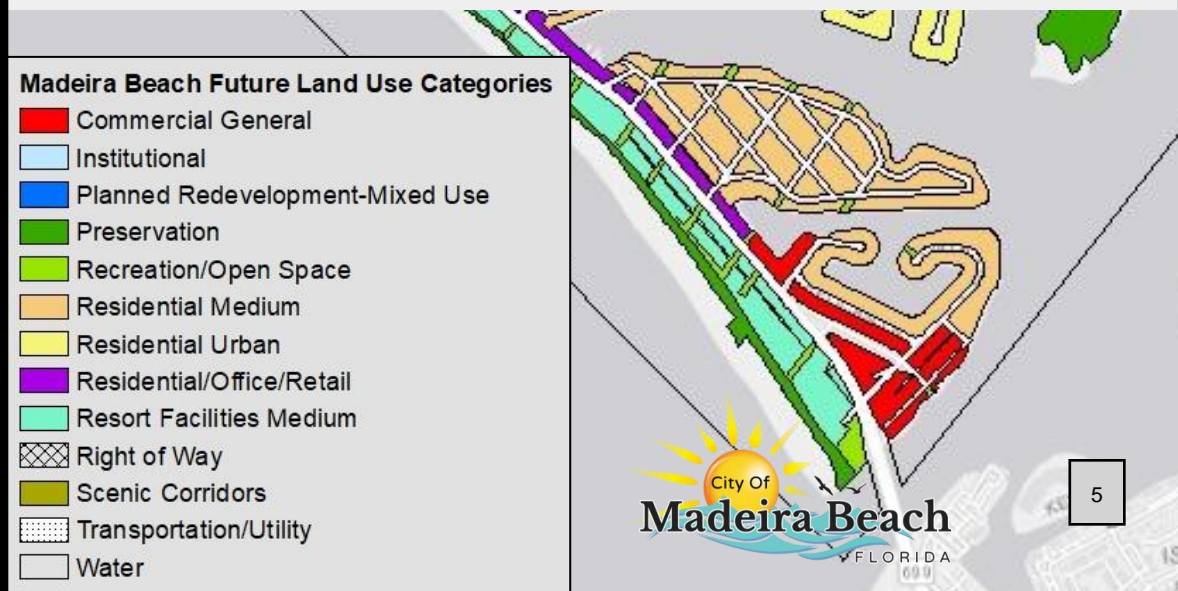 Madeira Beach Future Land Use Categories
Commercial General
Institutional
Planned Redevelopment-Mixed Use
Preservation
Recreation/Open Space
Residential Medium
Residential Urban
Residential/Office/Retail
Resort Facilities Medium
Right of Way
Scenic Corridors
Transportation/Utility
Water
City Of
Madeira Beach
FLORIDA
699
5